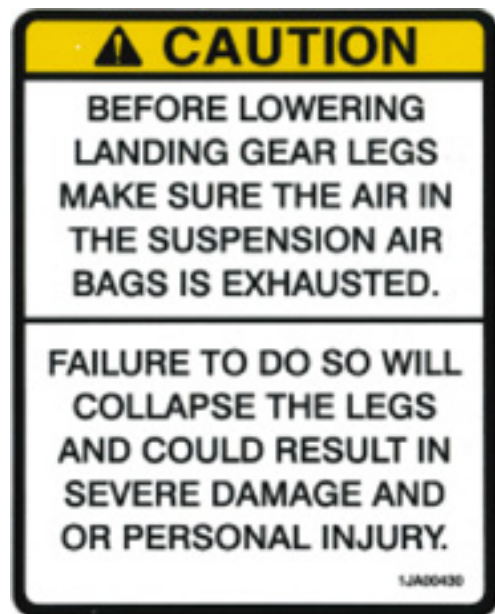 CAUTION
BEFORE LOWERING
LANDING GEAR LEGS
MAKE SURE THE AIR IN
THE SUSPENSION AIR
BAGS IS EXHAUSTED.
FAILURE TO DO SO WILL
COLLAPSE THE LEGS
AND COULD RESULT IN
SEVERE DAMAGE AND
OR PERSONAL INJURY.
1JA00430